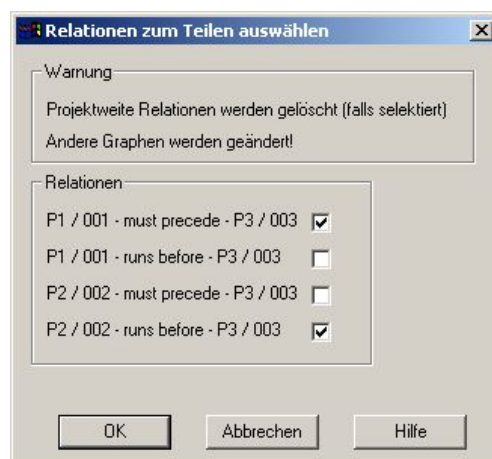 Relationen zum Teilen auswählen
Warnung
Projektweite Relationen werden gelöscht (falls selektiert)
Andere Graphen werden geändert!
Relationen
P1 / 001 - must precede - P3 / 003
P1 / 001 - runs before - P3 / 003
P2 / 002 - must precede - P3 / 003
P2 / 002 - runs before - P3 / 003
OK Abbrechen Hilfe